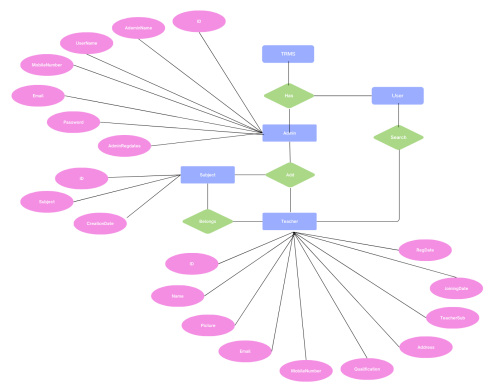 ID
AdminName
UserName
MobileNumber
Email
Password
AdminRegdate
TRMS
Has
User
Admin
Search
Subject
Add
Belongs
Teacher
ID
Subject
CreationDate
ID
Name
Picture
Email
MobileNumber
Qualification
Address
TeacherSub
JoiningDate
RegDate